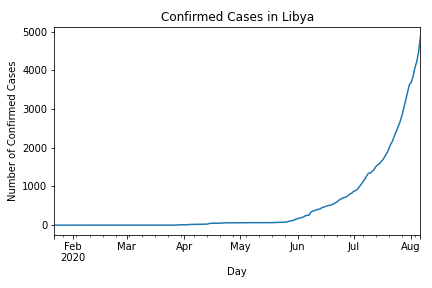 Confirmed Cases in Libya
Number of Confirmed Cases
5000
4000
3000
2000
1000
0
Feb Mar Apr May Jun Jul Aug
2020
Day